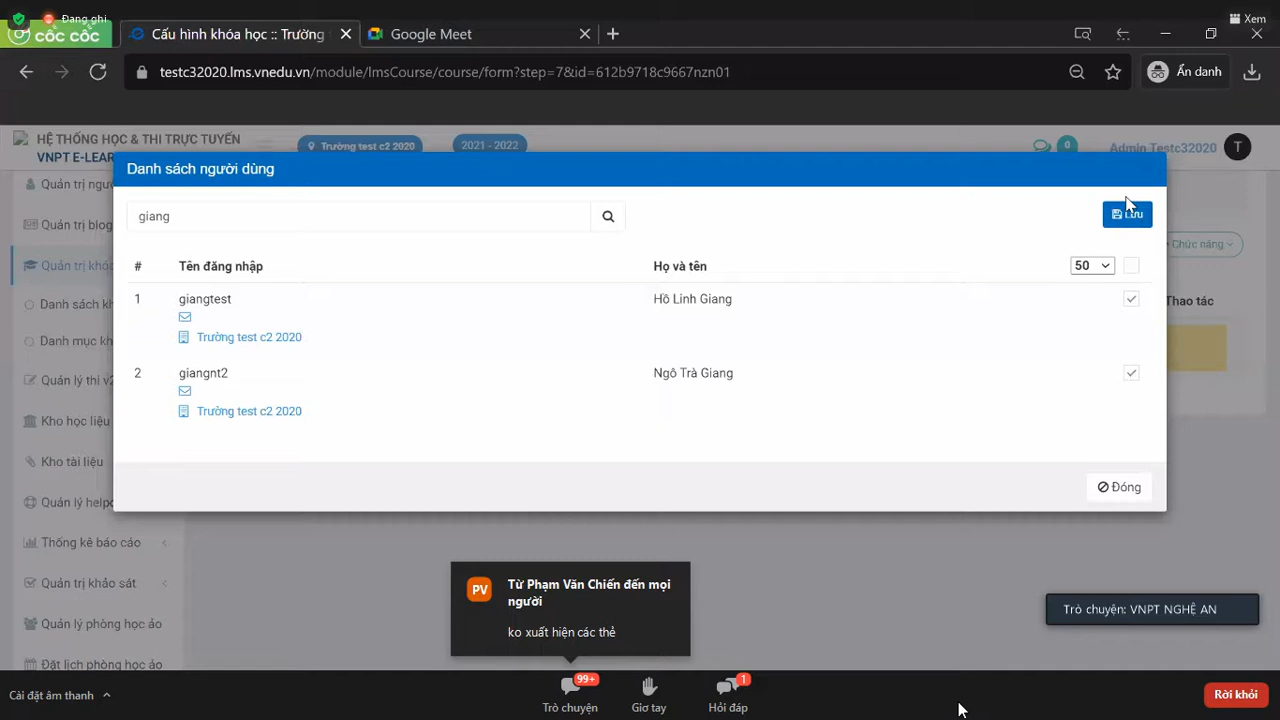 Đang ghi
Xem
cốc cốc
Cấu hình khóa học :: Trường
Google Meet
testc32020.lms.vnedu.vn/module/lmsCourse/course/form?step=7&id=612b9718c9667nzn01
Ẩn danh
HỆ THỐNG HỌC & THI TRỰC TUYẾN
VNPT E-LEAR
Trường test c2 2020
2021 - 2022
0
Admin Testc32020
T
Danh sách người dùng
giang
Lưu
# Tên đăng nhập Họ và tên 50
1 giangtest Hồ Linh Giang
Trường test c2 2020
2 giangnt2 Ngô Trà Giang
Trường test c2 2020
Đóng
Quản trị ngư
Quản trị blog
Quản trị khó
Danh sách kh
Danh mục kh
Quản lý thi v2
Kho học liệu
Kho tài liệu
Quản lý helpd
Thống kê báo cáo
Quản trị khảo sát
Quản lý phòng học ảo
Đặt lịch phòng học ảo
Chức năng
Thao tác
PV
Từ Phạm Văn Chiến đến mọi
người
ko xuất hiện các thẻ
Trò chuyện: VNPT NGHỆ AN
Cài đặt âm thanh
99+
Trò chuyện
Giơ tay
1
Hỏi đáp
Rời khỏi